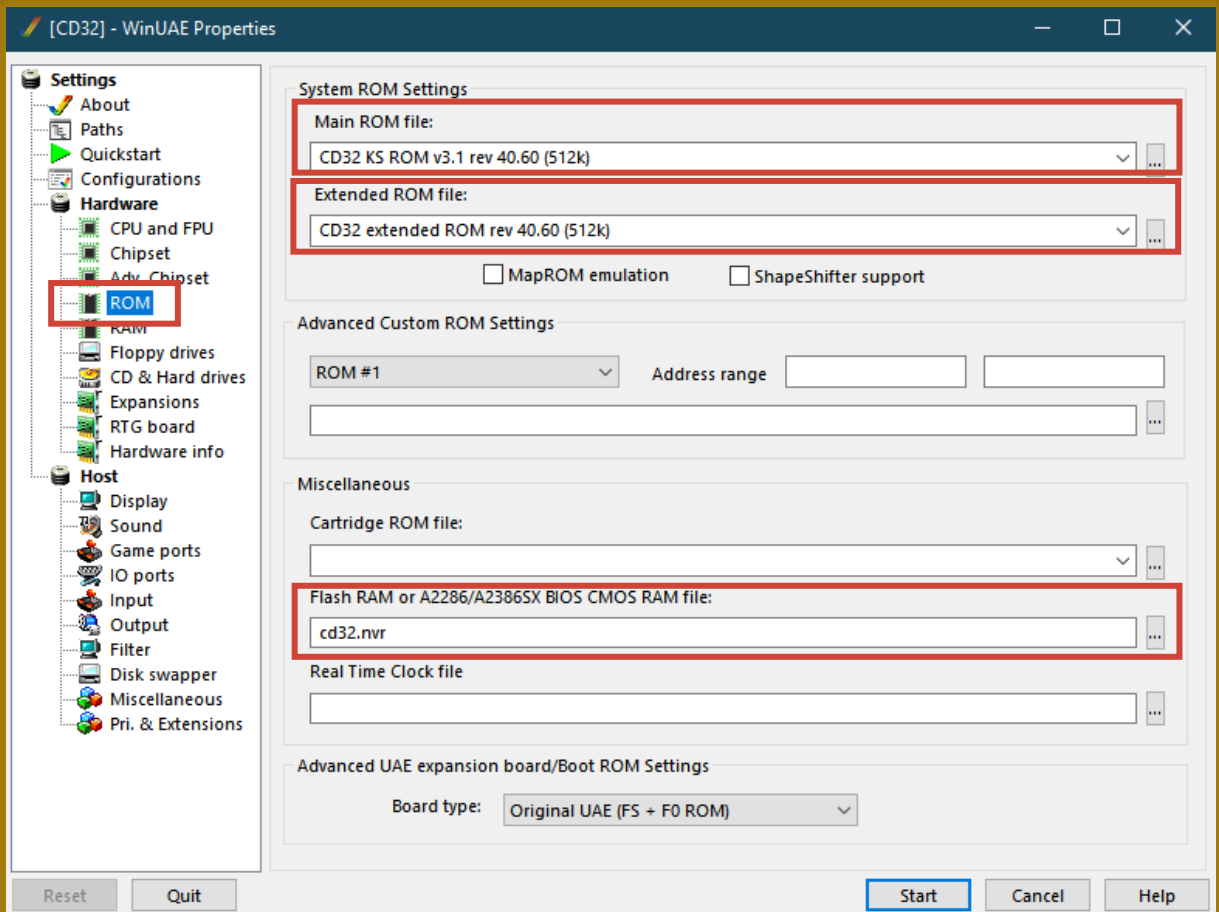 [CD32] - WinUAE Properties
Settings
About
Paths
Quickstart
Configurations
Hardware
CPU and FPU
Chipset
Adv. Chipset
ROM
RAM
Floppy drives
CD & Hard drives
Expansions
RTG board
Hardware info
Host
Display
Sound
Game ports
IO ports
Input
Output
Filter
Disk swapper
Miscellaneous
Pri. & Extensions
System ROM Settings
Main ROM file:
CD32 KS ROM v3.1 rev 40.60 (512k)
...
Extended ROM file:
CD32 extended ROM rev 40.60 (512k)
...
MapROM emulation ShapeShifter support
Advanced Custom ROM Settings
ROM #1 Address range
...
Miscellaneous
Cartridge ROM file:
...
Flash RAM or A2286/A2386SX BIOS CMOS RAM file:
cd32.nvr
...
Real Time Clock file
...
Advanced UAE expansion board/Boot ROM Settings
Board type: Original UAE (FS + F0 ROM)
Reset Quit Start Cancel Help